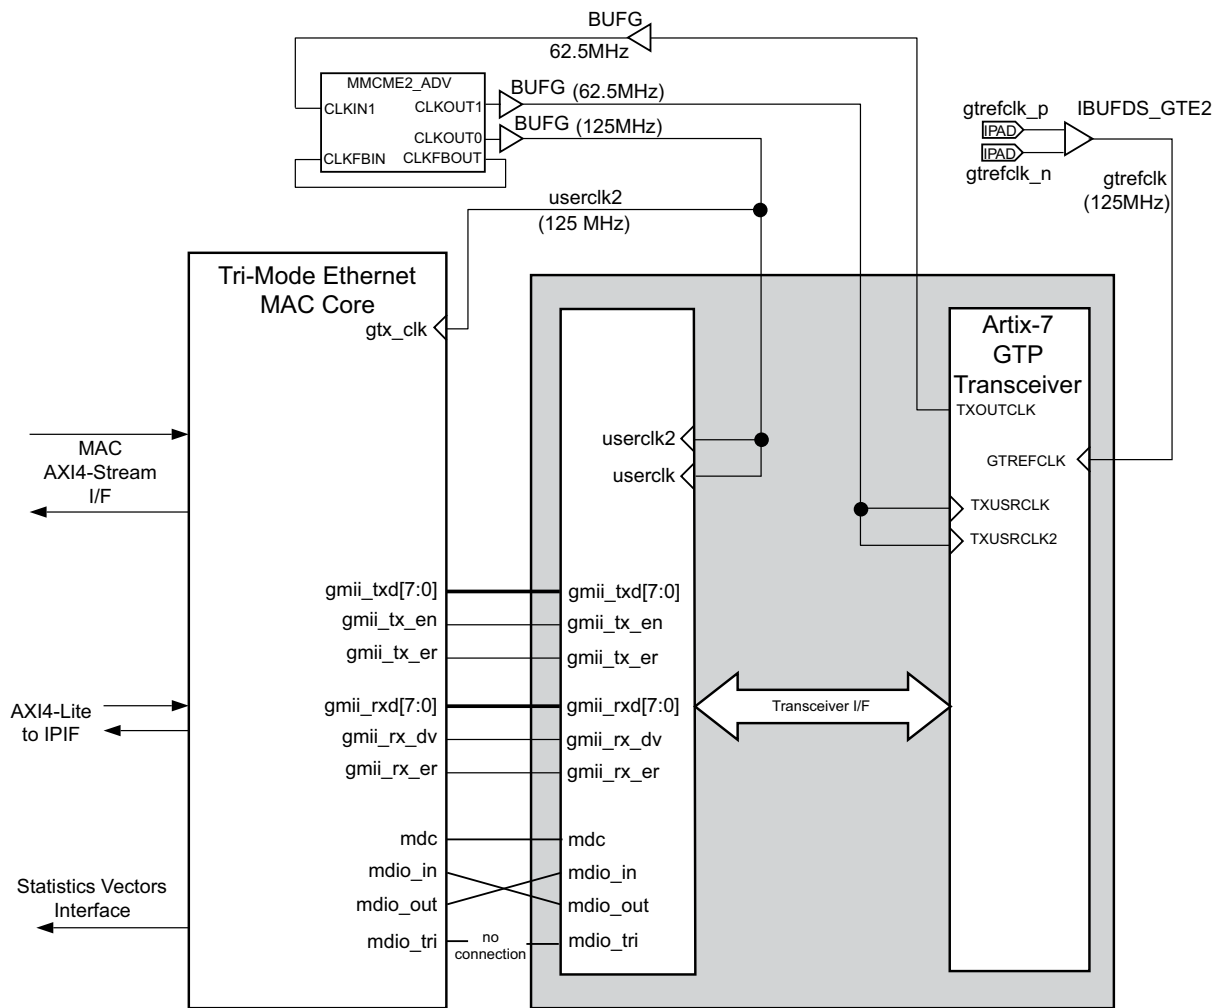 BUFG
62.5MHz
MMCME2_ADV
CLKIN1
CLKOUT1
BUFG (62.5MHz)
CLKOUT0
BUFG (125MHz)
CLKFBIN
CLKFBOUT
gtrefclk_p
IBUFDS_GTE2
IPAD
IPAD
gtrefclk_n
gtrefclk
(125MHz)
userclk2
(125 MHz)
Tri-Mode Ethernet
MAC Core
gtx_clk
Artix-7
GTP
Transceiver
TXOUTCLK
GTREFCLK
TXUSRCLK
TXUSRCLK2
userclk2
userclk
MAC
AXI4-Stream
I/F
gmii_txd[7:0]
gmii_txd[7:0]
gmii_tx_en
gmii_tx_en
gmii_tx_er
gmii_tx_er
gmii_rxd[7:0]
gmii_rxd[7:0]
Transceiver I/F
AXI4-Lite
to IPIF
gmii_rx_dv
gmii_rx_dv
gmii_rx_er
gmii_rx_er
mdc
mdc
mdio_in
mdio_in
mdio_out
mdio_out
Statistics Vectors
Interface
mdio_tri
no
connection
mdio_tri